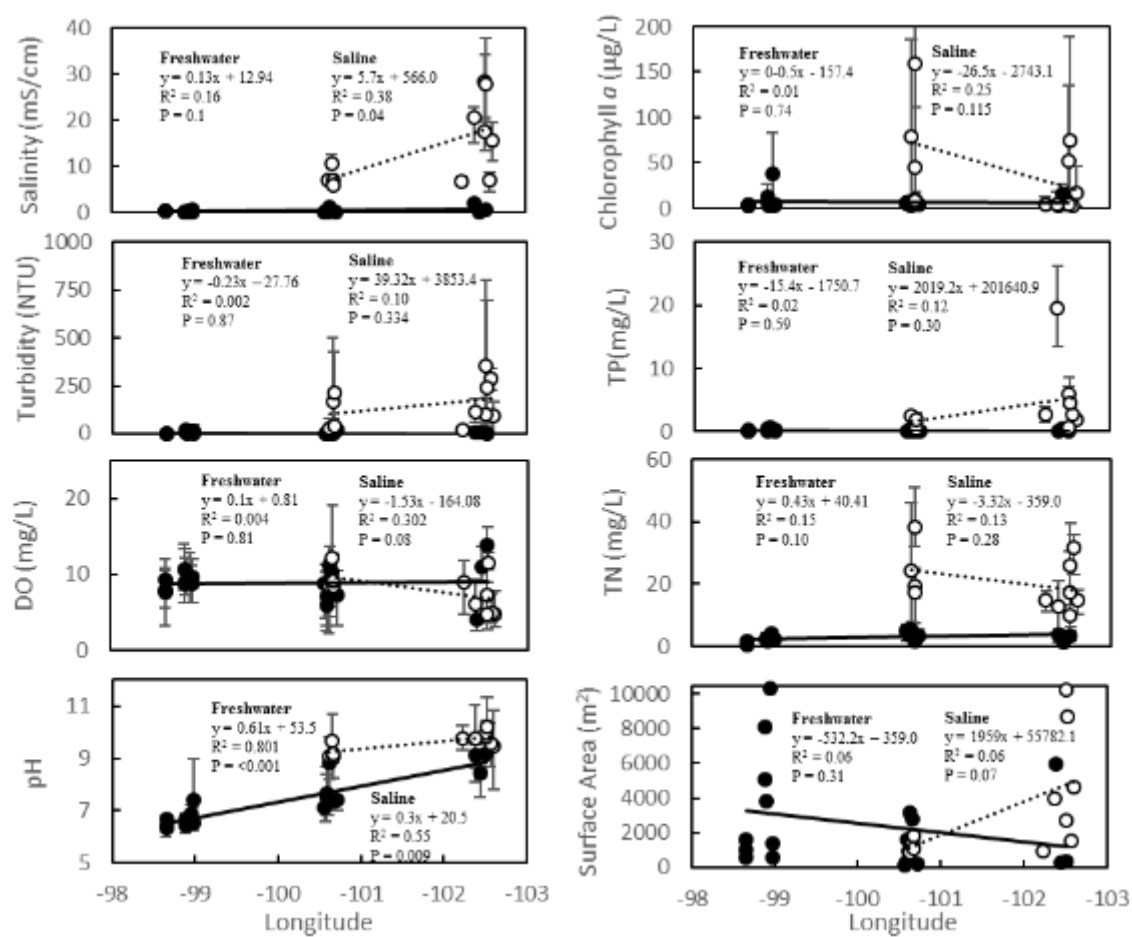 Salinity (mS/cm)
40
30
20
10
0
Freshwater
y = 0.13x + 12.94
R² = 0.16
P = 0.1
Saline
y = 5.7x + 566.0
R² = 0.38
P = 0.04
Chlorophyll a (µg/L)
200
150
100
50
0
Freshwater
y = 0-0.5x - 157.4
R² = 0.01
P = 0.74
Saline
y = -26.5x - 2743.1
R² = 0.25
P = 0.115
Turbidity (NTU)
1000
750
500
250
0
Freshwater
y = -0.23x – 27.76
R² = 0.002
P = 0.87
Saline
y = 39.32x + 3853.4
R² = 0.10
P = 0.334
TP(mg/L)
30
20
10
0
Freshwater
y = -15.4x - 1750.7
R² = 0.02
P = 0.59
Saline
y = 2019.2x + 201640.9
R² = 0.12
P = 0.30
DO (mg/L)
20
10
0
Freshwater
y = 0.1x + 0.81
R² = 0.004
P = 0.81
Saline
y = -1.53x - 164.08
R² = 0.302
P = 0.08
TN (mg/L)
60
40
20
0
Freshwater
y = 0.43x + 40.41
R² = 0.15
P = 0.10
Saline
y = -3.32x - 359.0
R² = 0.13
P = 0.28
pH
11
9
7
5
Freshwater
y = 0.61x + 53.5
R² = 0.801
P = <0.001
Saline
y = 0.3x + 20.5
R² = 0.55
P = 0.009
-98
-99
-100
-101
-102
-103
Longitude
Surface Area (m²)
10000
8000
6000
4000
2000
0
Freshwater
y = -532.2x – 359.0
R² = 0.06
P = 0.31
Saline
y = 1959x + 55782.1
R² = 0.06
P = 0.07
-98
-99
-100
-101
-102
-103
Longitude